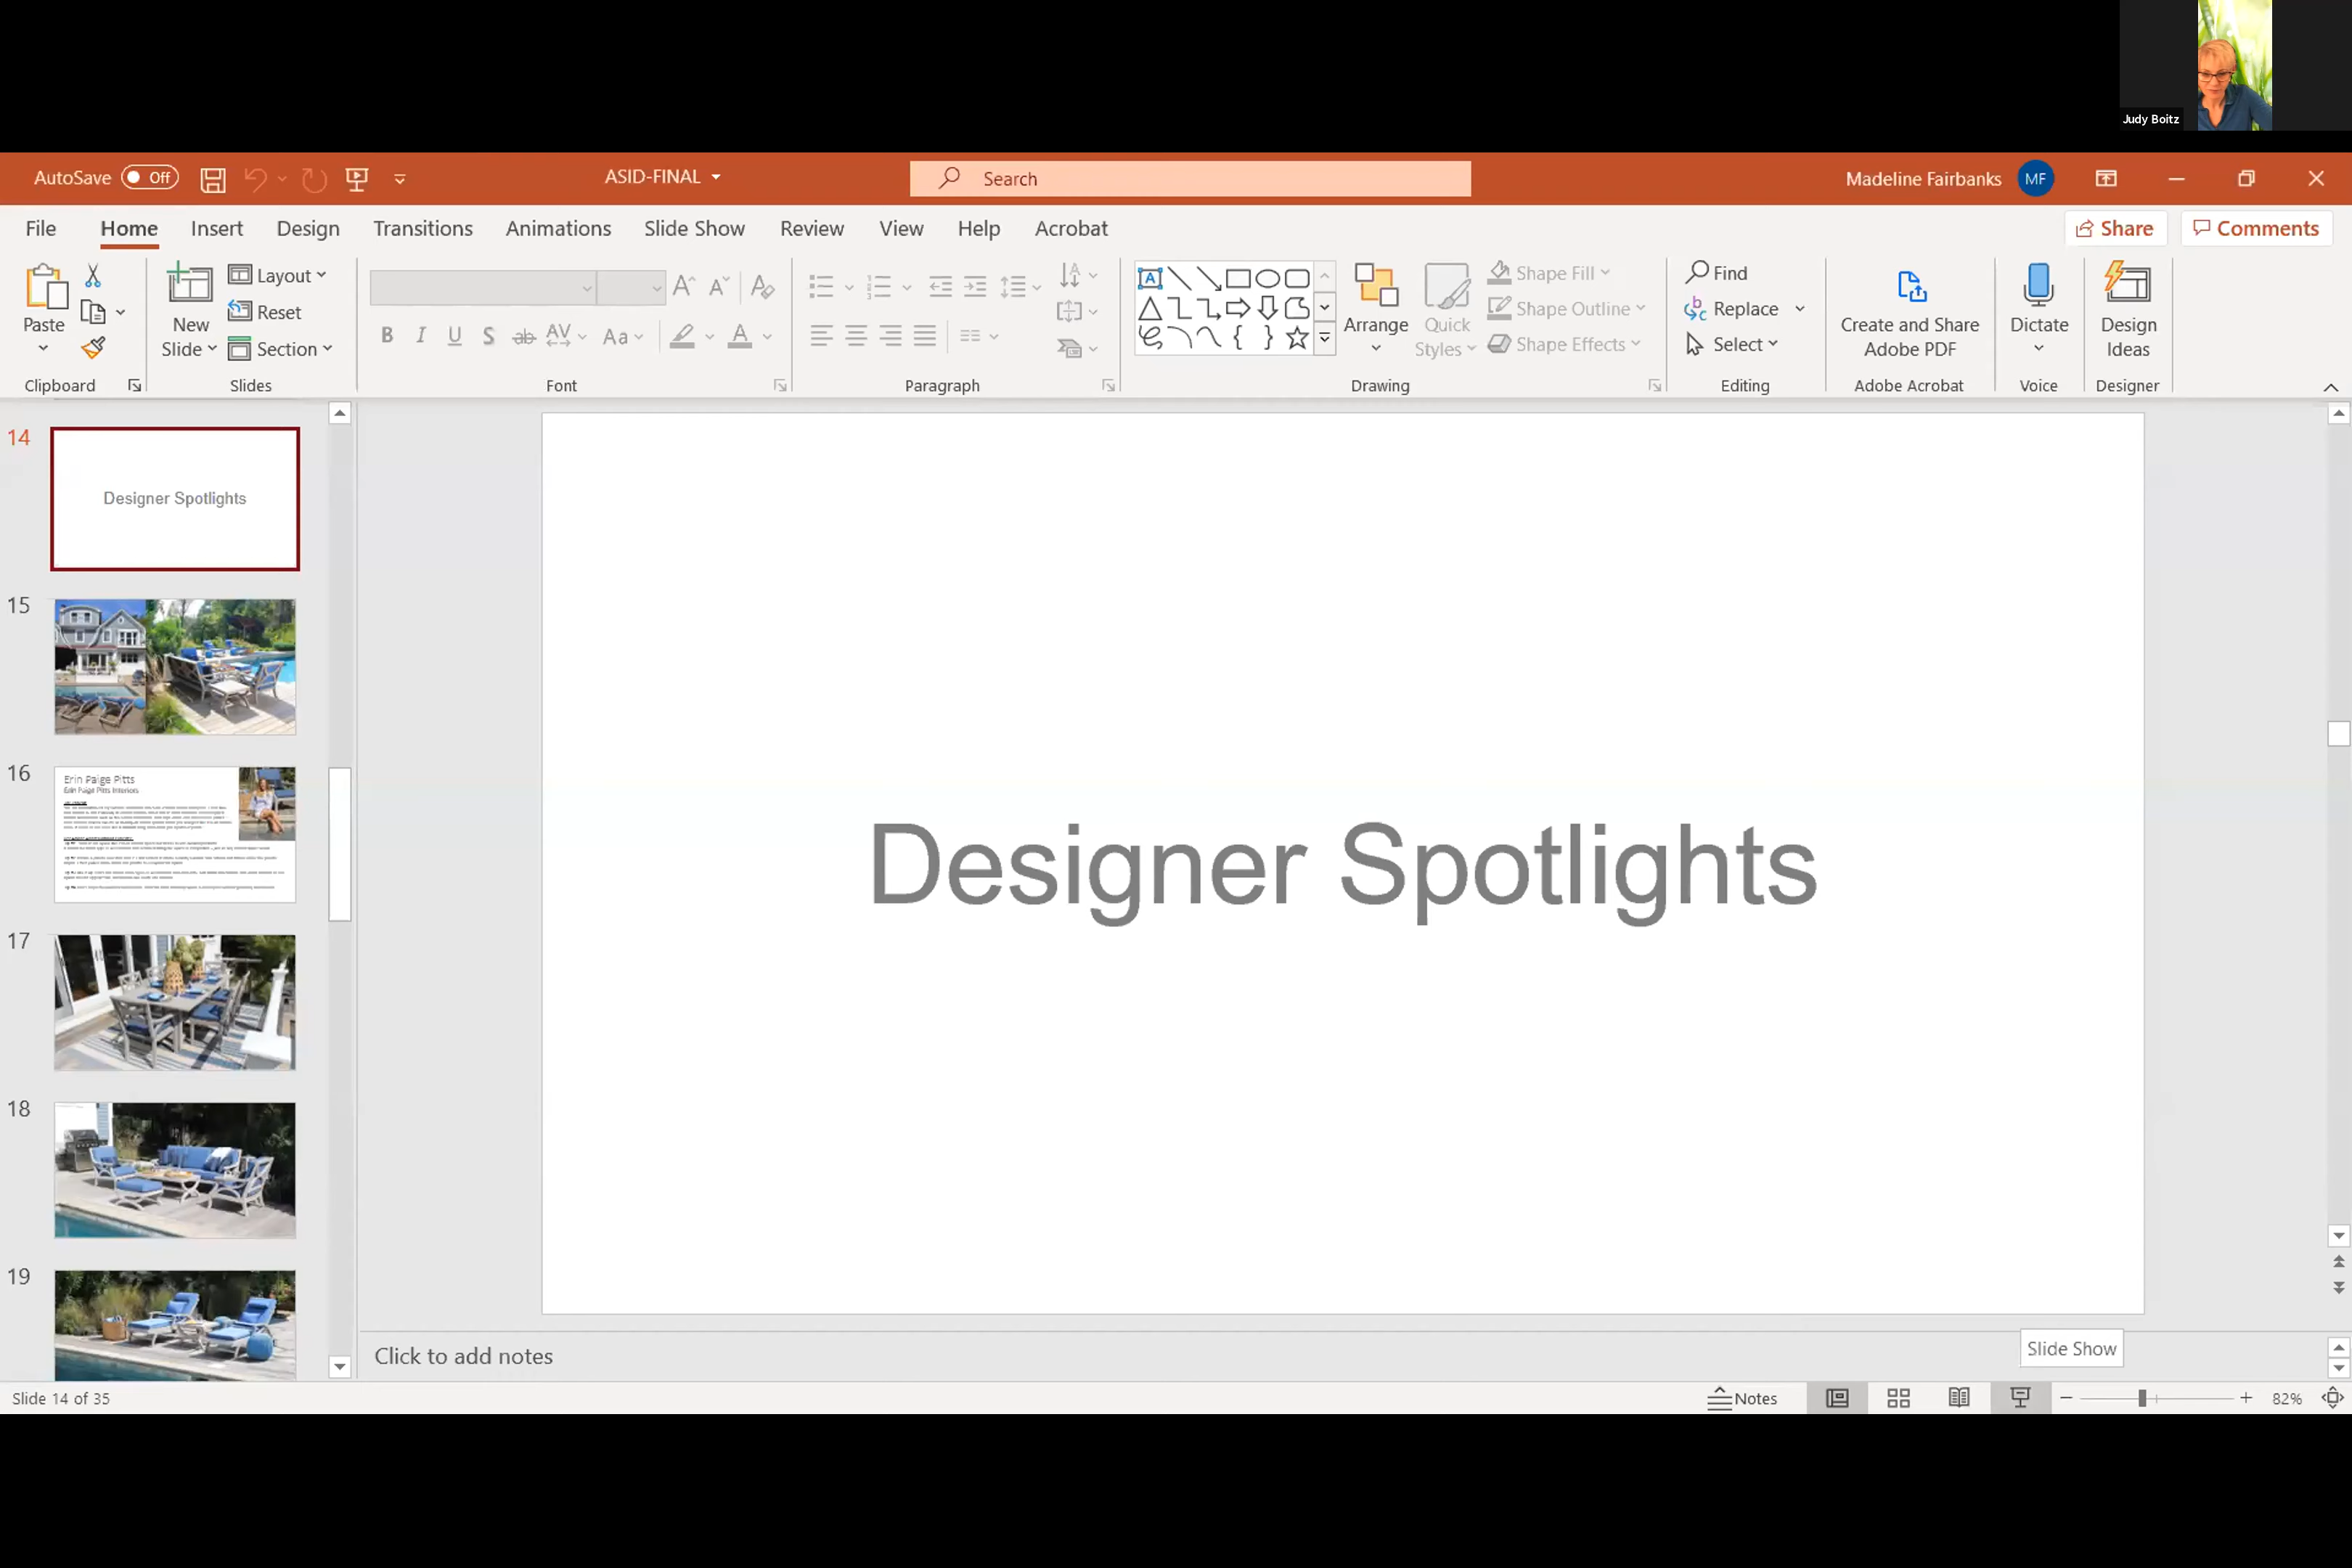 Judy Boitz
AutoSave Off
ASID-FINAL
Search
Madeline Fairbanks MF
File Home Insert Design Transitions Animations Slide Show Review View Help Acrobat
Share Comments
Paste
Clipboard
New
Slide
Layout
Reset
Section
Slides
Font
Paragraph
Arrange
Quick
Styles
Shape Fill
Shape Outline
Shape Effects
Drawing
Find
Replace
Select
Editing
Create and Share
Adobe PDF
Adobe Acrobat
Dictate
Voice
Design
Ideas
Designer
14
Designer Spotlights
15
16
Erin Paige Pitts
Erin Paige Pitts Interiors
17
18
19
Designer Spotlights
Click to add notes
Slide Show
Slide 14 of 35
Notes
82%